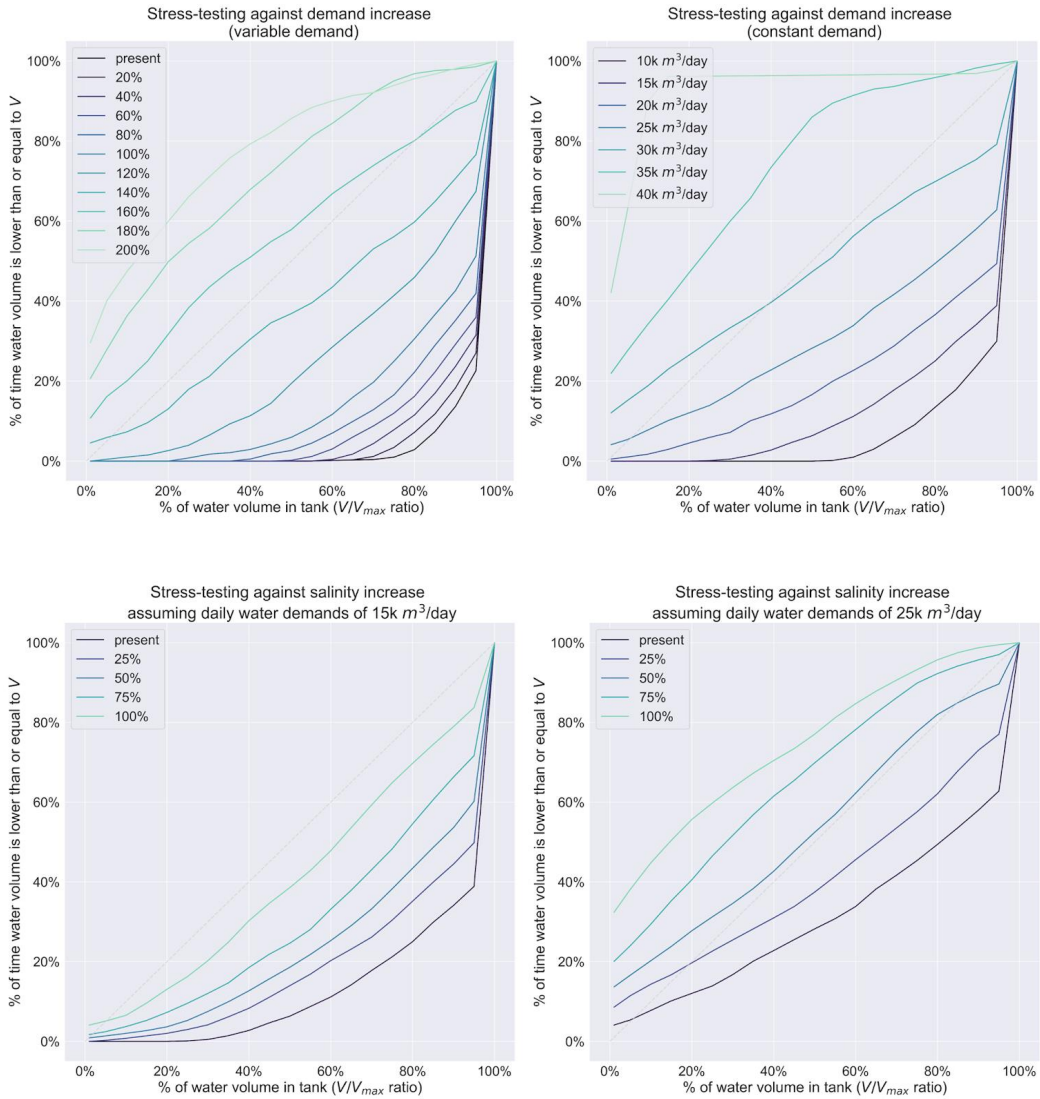 Stress-testing against demand increase
(variable demand)
% of time water volume is lower than or equal to V
100%
80%
60%
40%
20%
0%
present
20%
40%
60%
80%
100%
120%
140%
160%
180%
200%
0%
20%
40%
60%
80%
100%
% of water volume in tank (V/Vmax ratio)
Stress-testing against demand increase
(constant demand)
% of time water volume is lower than or equal to V
100%
80%
60%
40%
20%
0%
10k m³/day
15k m³/day
20k m³/day
25k m³/day
30k m³/day
35k m³/day
40k m³/day
0%
20%
40%
60%
80%
100%
% of water volume in tank (V/Vmax ratio)
Stress-testing against salinity increase
assuming daily water demands of 15k m³/day
% of time water volume is lower than or equal to V
100%
80%
60%
40%
20%
0%
present
25%
50%
75%
100%
0%
20%
40%
60%
80%
100%
% of water volume in tank (V/Vmax ratio)
Stress-testing against salinity increase
assuming daily water demands of 25k m³/day
% of time water volume is lower than or equal to V
100%
80%
60%
40%
20%
0%
present
25%
50%
75%
100%
0%
20%
40%
60%
80%
100%
% of water volume in tank (V/Vmax ratio)